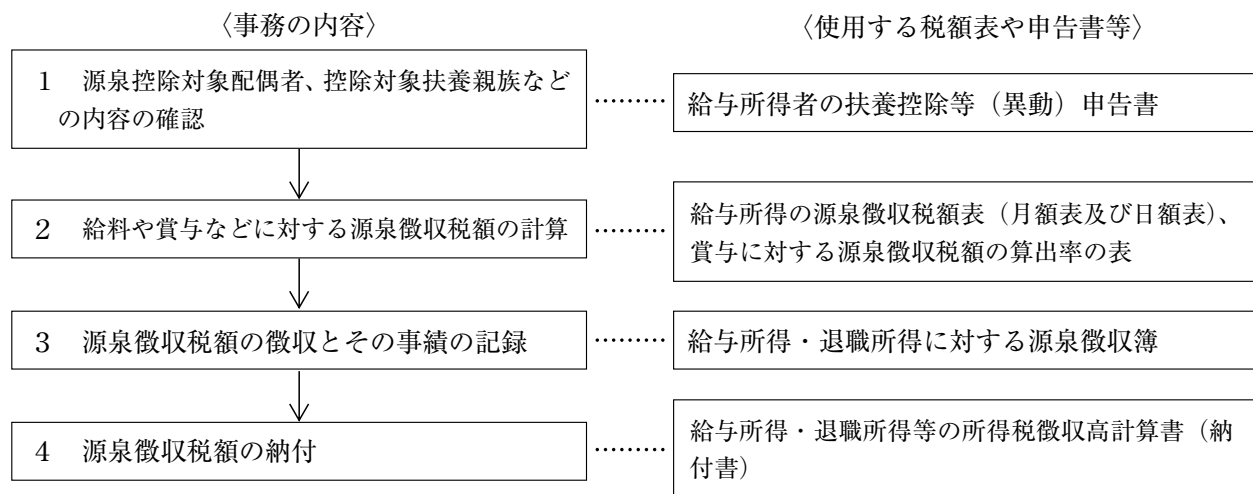 〈事務の内容〉
〈使用する税額表や申告書等〉
1 源泉控除対象配偶者、控除対象扶養親族など
の内容の確認
給与所得者の扶養控除等（異動）申告書
2 給料や賞与などに対する源泉徴収税額の計算
給与所得の源泉徴収税額表（月額表及び日額表）、
賞与に対する源泉徴収税額の算出率の表
3 源泉徴収税額の徴収とその事績の記録
給与所得・退職所得に対する源泉徴収簿
4 源泉徴収税額の納付
給与所得・退職所得等の所得税徴収高計算書（納
付書）